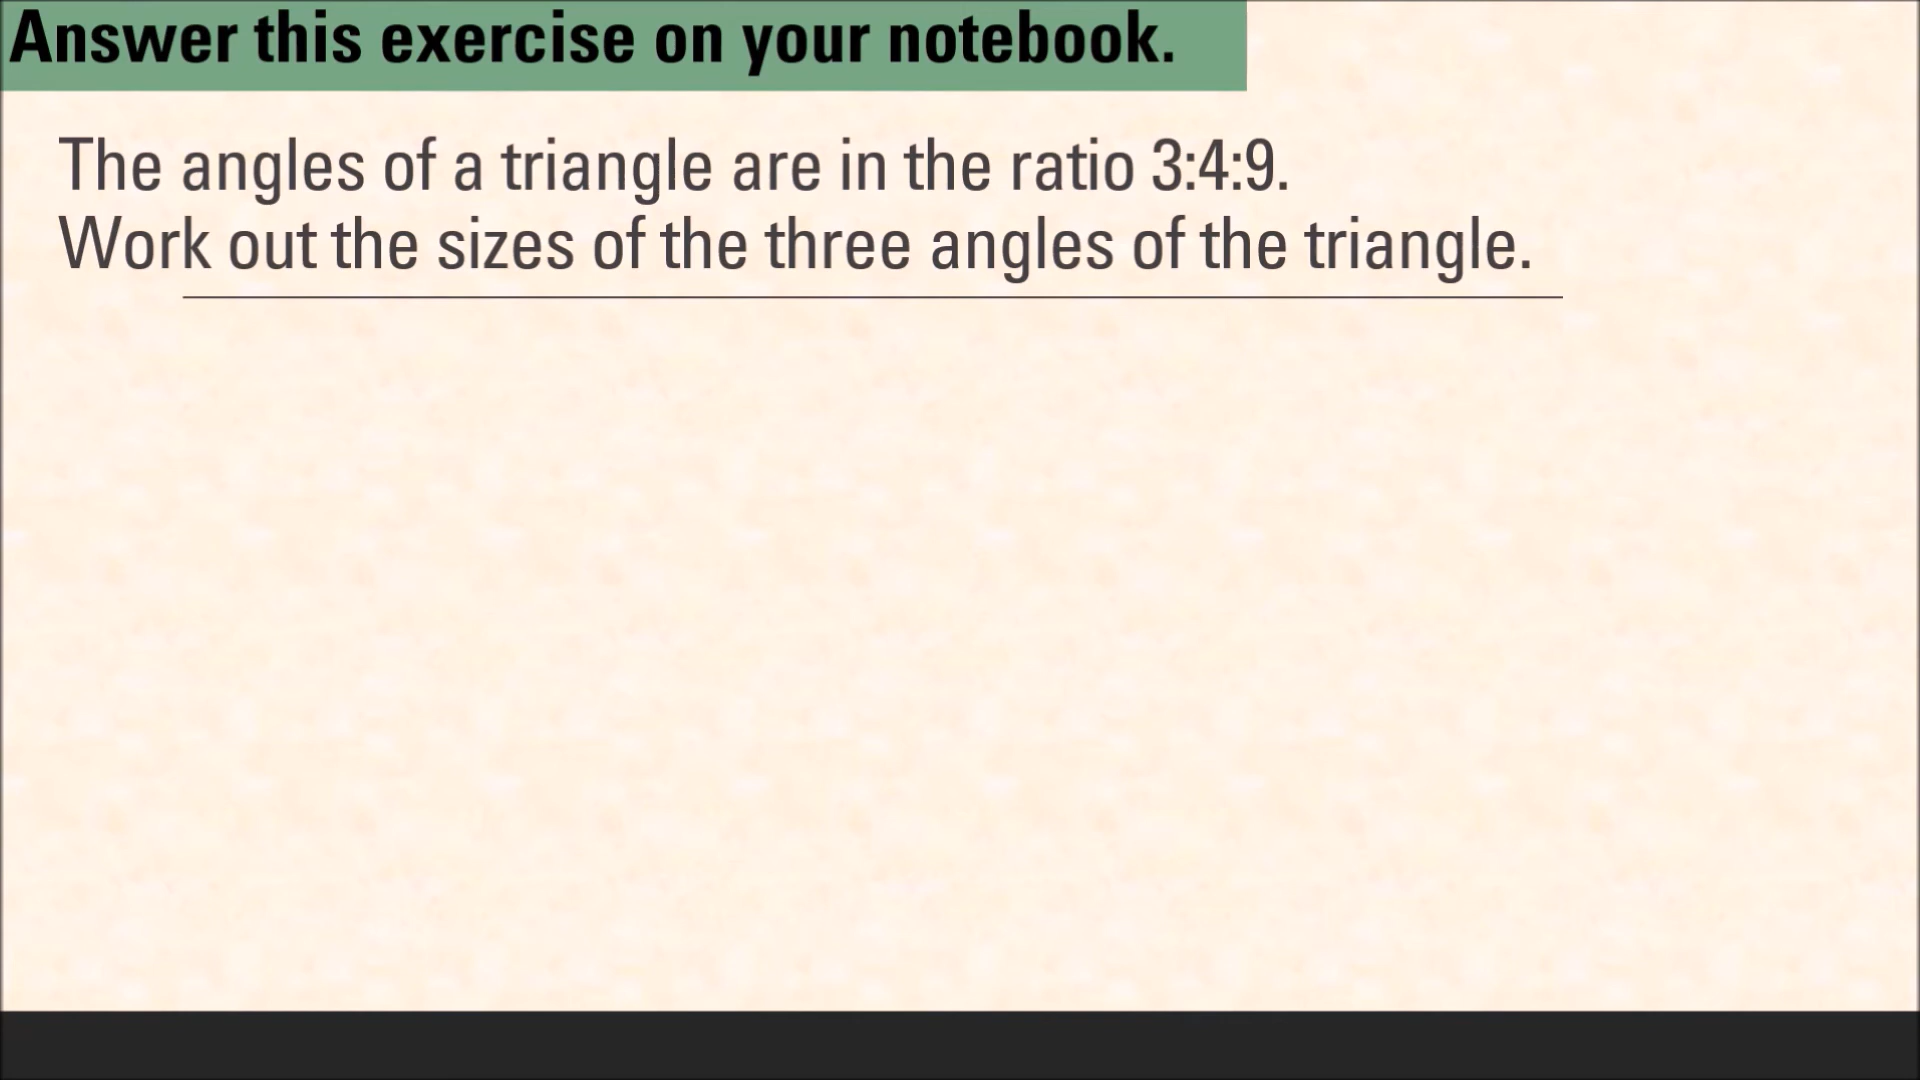 Answer this exercise on your notebook.
The angles of a triangle are in the ratio 3:4:9.
Work out the sizes of the three angles of the triangle.